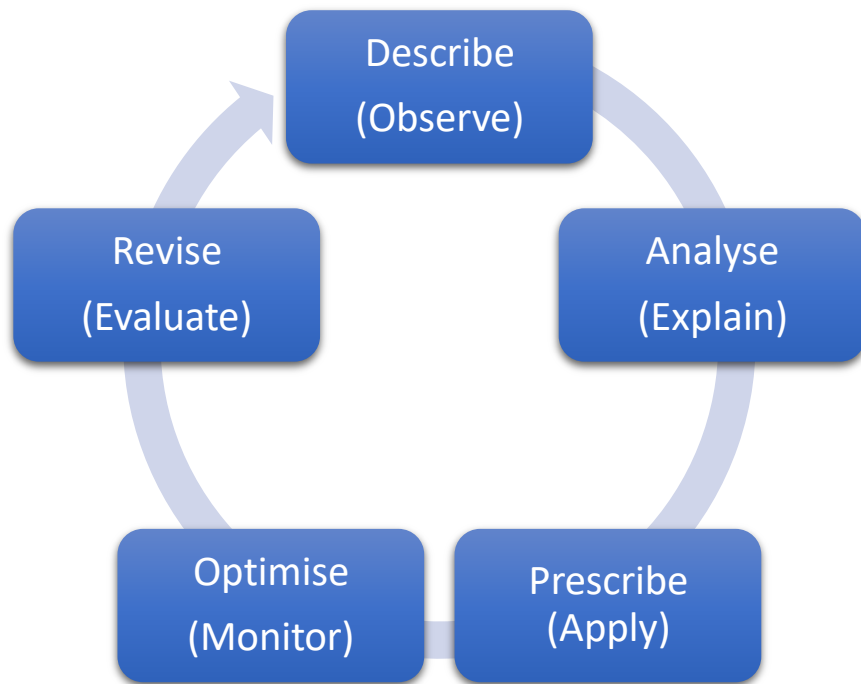 Describe
(Observe)
Analyse
(Explain)
Prescribe
(Apply)
Optimise
(Monitor)
Revise
(Evaluate)